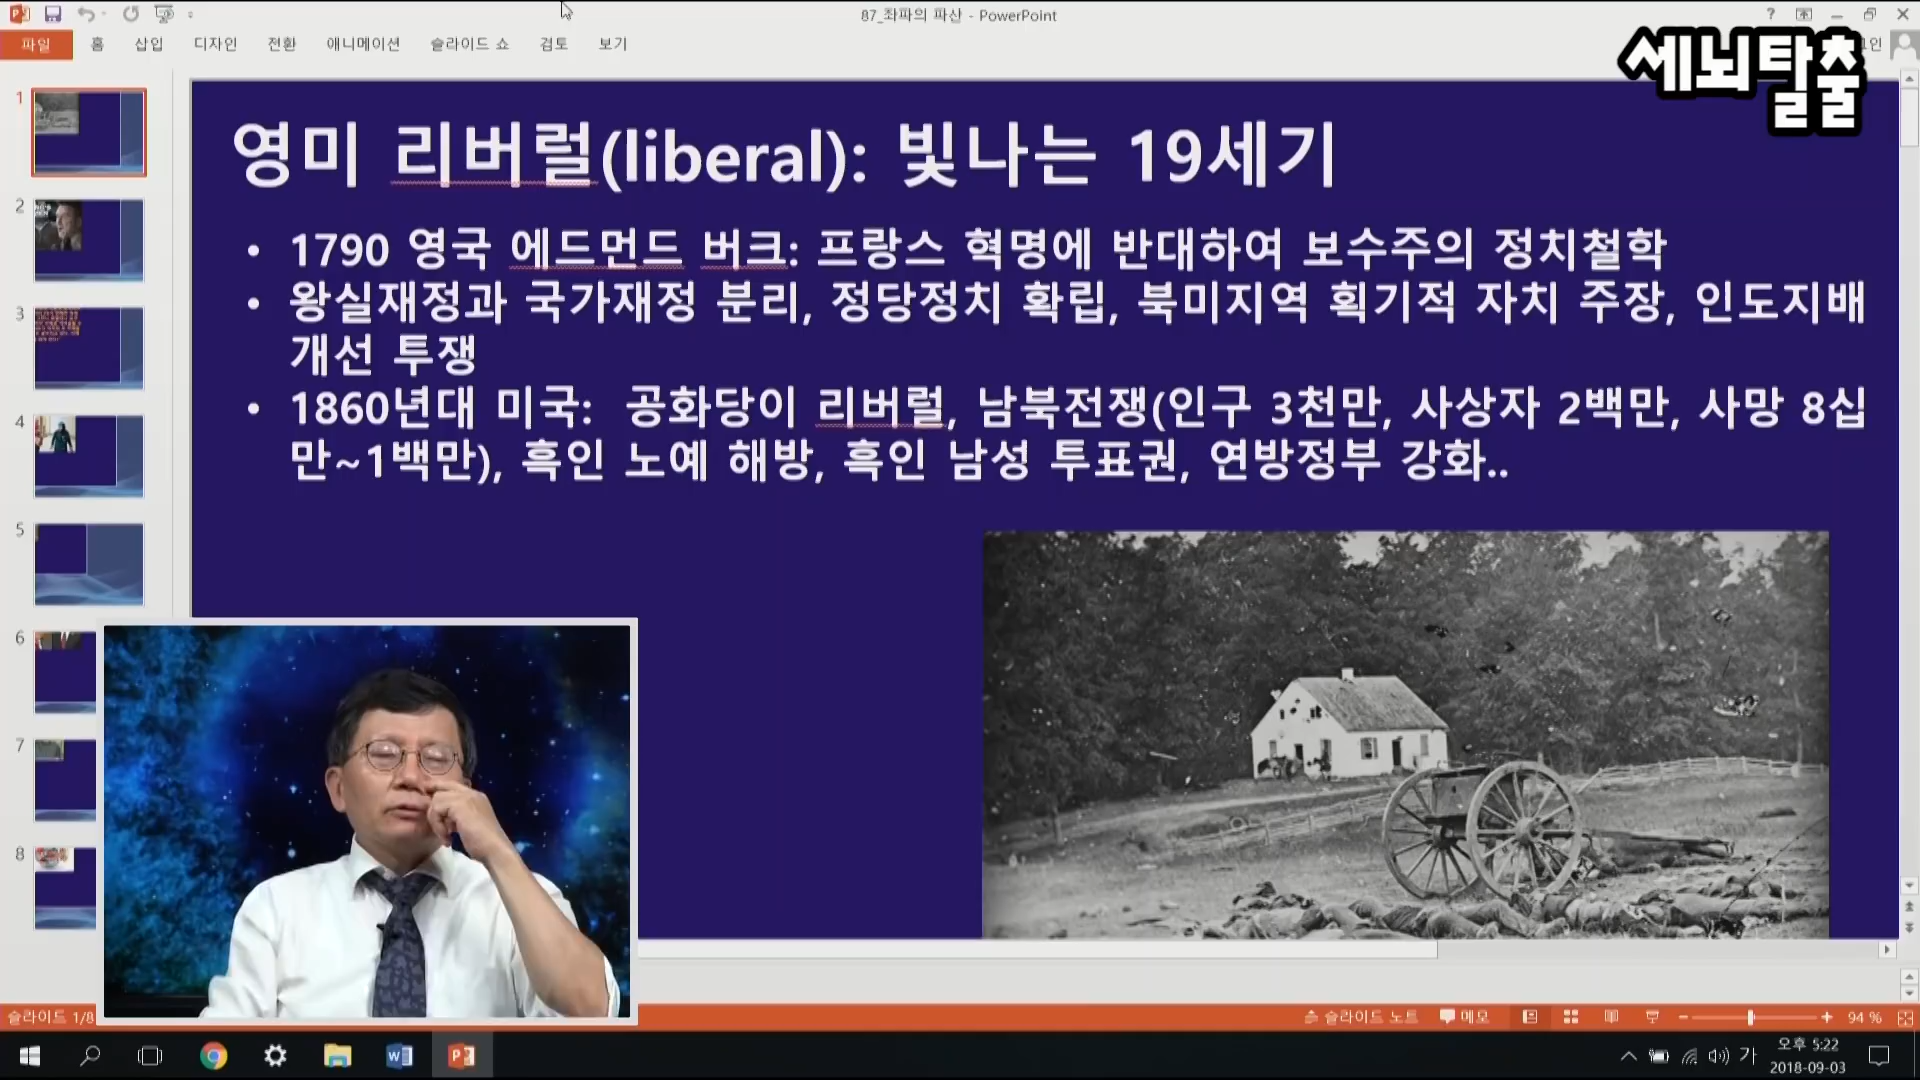 87_좌파의 파산 - PowerPoint
파일 홈 삽입 디자인 전환 애니메이션 슬라이드 쇼 검토 보기
세뇌탈출
영미 리버럴(liberal): 빛나는 19세기
• 1790 영국 에드먼드 버크: 프랑스 혁명에 반대하여 보수주의 정치철학
• 왕실재정과 국가재정 분리, 정당정치 확립, 북미지역 획기적 자치 주장, 인도지배
개선 투쟁
• 1860년대 미국: 공화당이 리버럴, 남북전쟁(인구 3천만, 사상자 2백만, 사망 8십
만~1백만), 흑인 노예 해방, 흑인 남성 투표권, 연방정부 강화..
1
2
3
4
5
6
7
8
슬라이드 1/8
슬라이드 노트 메모 94 %
가
오후 5:22
2018-09-03